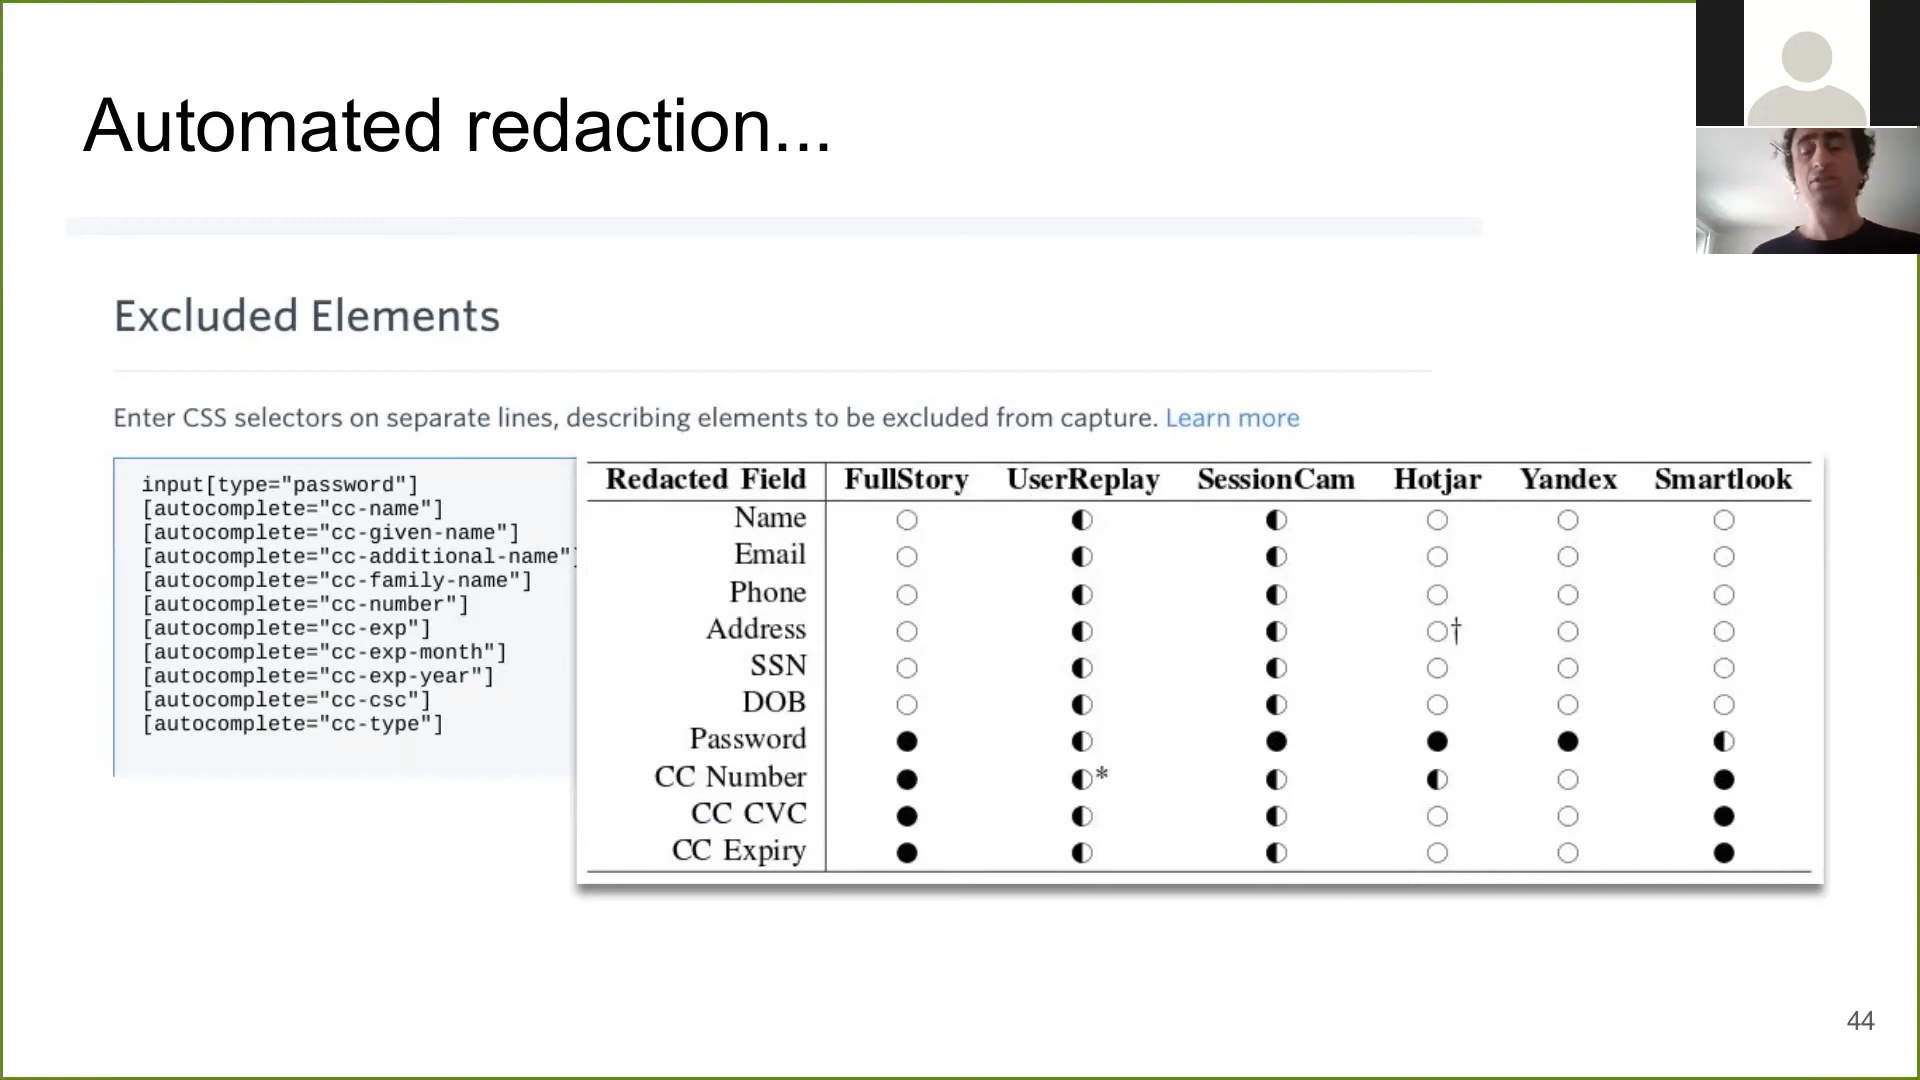 Automated redaction...
Excluded Elements
Enter CSS selectors on separate lines, describing elements to be excluded from capture. Learn more
input[type="password"]
[autocomplete="cc-name"]
[autocomplete="cc-given-name"]
[autocomplete="cc-additional-name"]
[autocomplete="cc-family-name"]
[autocomplete="cc-number"]
[autocomplete="cc-exp"]
[autocomplete="cc-exp-month"]
[autocomplete="cc-exp-year"]
[autocomplete="cc-csc"]
[autocomplete="cc-type"]
Redacted Field FullStory UserReplay SessionCam Hotjar Yandex Smartlook
Name ○ ◐ ◐ ○ ○ ○
Email ○ ◐ ◐ ○ ○ ○
Phone ○ ◐ ◐ ○ ○ ○
Address ○ ◐ ◐ ○† ○ ○
SSN ○ ◐ ◐ ○ ○ ○
DOB ○ ◐ ◐ ○ ○ ○
Password ● ◐ ● ● ● ◐
CC Number ● ◐* ◐ ◐ ○ ●
CC CVC ● ◐ ◐ ○ ○ ●
CC Expiry ● ◐ ◐ ○ ○ ●
44